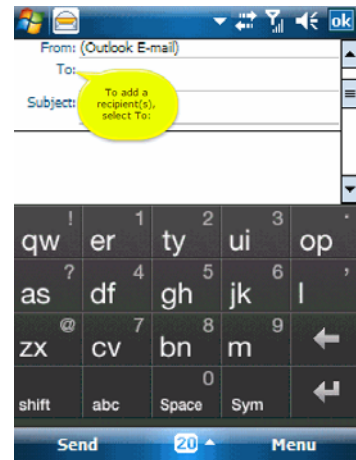 ok
From: (Outlook E-mail)
To:
Subject:
To add a
recipient(s),
select To:
qw ! er 1 ty 2 ui 3 op .
as ? df 4 gh 5 jk 6 l ,
zx @ cv 7 bn 8 m 9
shift abc Space 0 Sym
Send 20 Menu